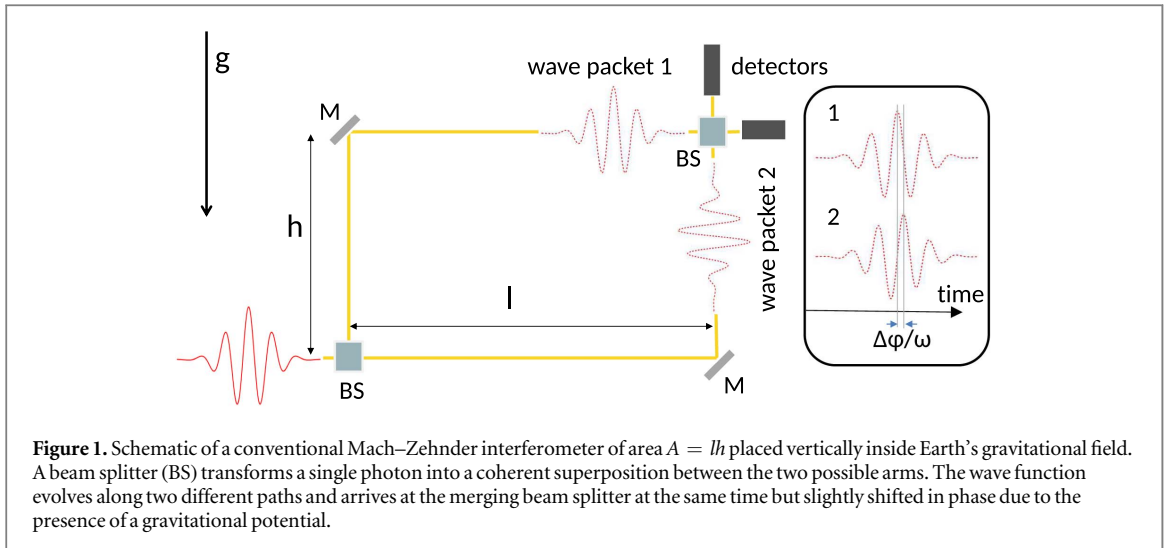 g
wave packet 1
detectors
M
BS
wave packet 2
h
l
BS
M
1
2
time
Δφ/ω
Figure 1. Schematic of a conventional Mach–Zehnder interferometer of area A = lh placed vertically inside Earth's gravitational field.
A beam splitter (BS) transforms a single photon into a coherent superposition between the two possible arms. The wave function
evolves along two different paths and arrives at the merging beam splitter at the same time but slightly shifted in phase due to the
presence of a gravitational potential.